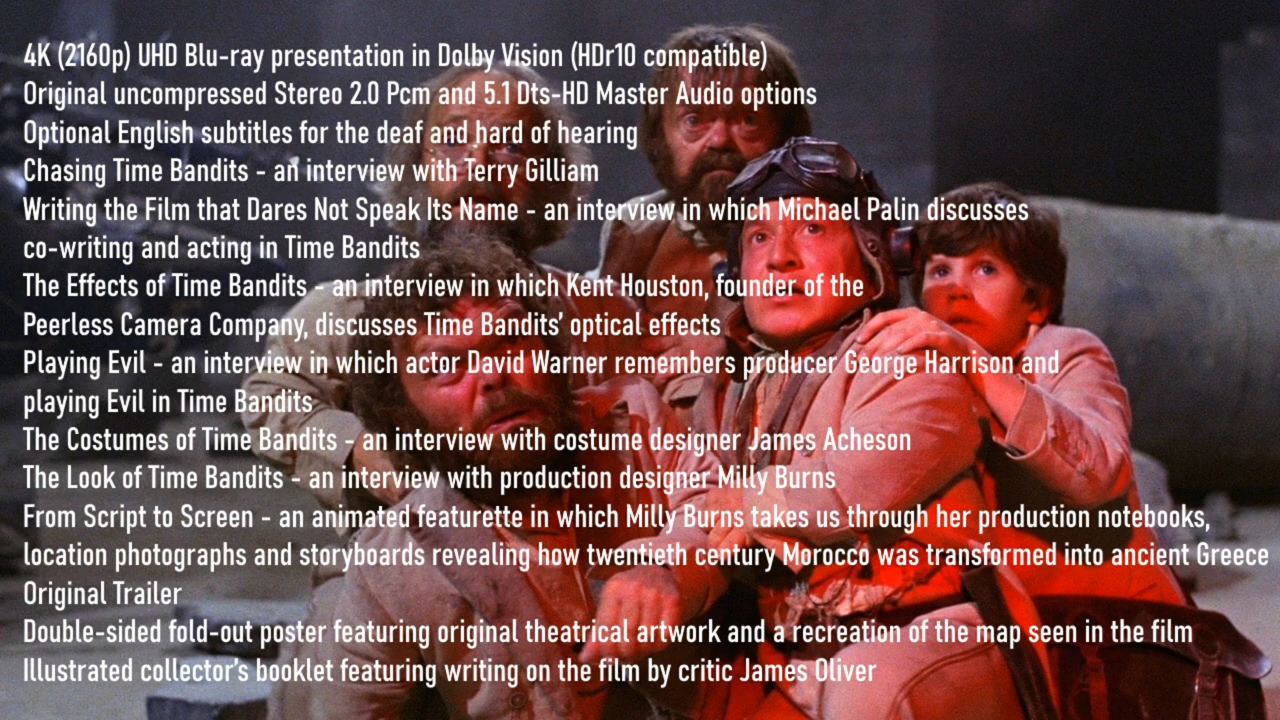 4K (2160p) UHD Blu-ray presentation in Dolby Vision (HDr10 compatible)
Original uncompressed Stereo 2.0 Pcm and 5.1 Dts-HD Master Audio options
Optional English subtitles for the deaf and hard of hearing
Chasing Time Bandits - an interview with Terry Gilliam
Writing the Film that Dares Not Speak Its Name - an interview in which Michael Palin discusses
co-writing and acting in Time Bandits
The Effects of Time Bandits - an interview in which Kent Houston, founder of the
Peerless Camera Company, discusses Time Bandits' optical effects
Playing Evil - an interview in which actor David Warner remembers producer George Harrison and
playing Evil in Time Bandits
The Costumes of Time Bandits - an interview with costume designer James Acheson
The Look of Time Bandits - an interview with production designer Milly Burns
From Script to Screen - an animated featurette in which Milly Burns takes us through her production notebooks,
location photographs and storyboards revealing how twentieth century Morocco was transformed into ancient Greece
Original Trailer
Double-sided fold-out poster featuring original theatrical artwork and a recreation of the map seen in the film
Illustrated collector's booklet featuring writing on the film by critic James Oliver